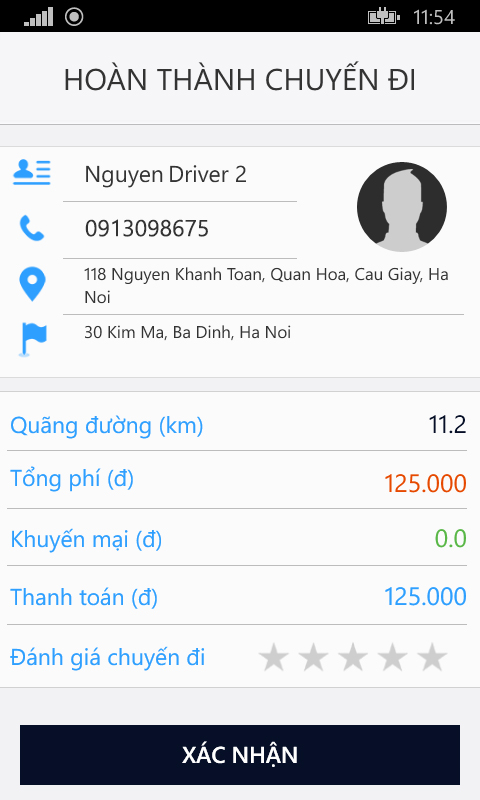 11:54
HOÀN THÀNH CHUYẾN ĐI
Nguyen Driver 2
0913098675
118 Nguyen Khanh Toan, Quan Hoa, Cau Giay, Ha
Noi
30 Kim Ma, Ba Dinh, Ha Noi
Quãng đường (km) 11.2
Tổng phí (đ) 125.000
Khuyến mại (đ) 0.0
Thanh toán (đ) 125.000
Đánh giá chuyến đi
XÁC NHẬN